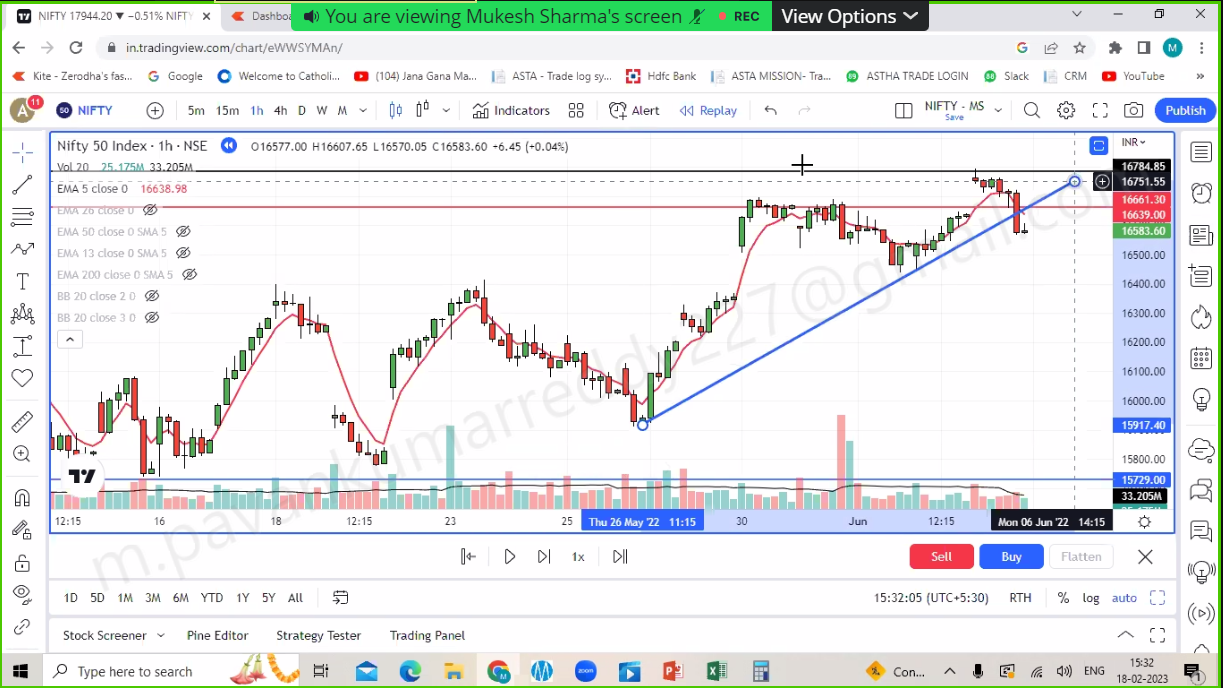 NIFTY 17944.20 ▼ −0.51% NIFTY
Dashbo
You are viewing Mukesh Sharma's screen
REC
View Options
in.tradingview.com/chart/eWWSYMAn/
M
Kite - Zerodha's fas...
Google
Welcome to Catholi...
(104) Jana Gana Ma...
ASTA - Trade log sy...
Hdfc Bank
ASTA MISSION- Tra...
ASTHA TRADE LOGIN
Slack
CRM
YouTube
»
A
11
50
NIFTY
5m
15m
1h
4h
D
W
M
Indicators
Alert
Replay
NIFTY - MS
Save
Publish
Nifty 50 Index · 1h · NSE
O16577.00 H16607.65 L16570.05 C16583.60 +6.45 (+0.04%)
INR
Vol 20 25.175M 33.205M
EMA 5 close 0 16638.98
EMA 26 close 0
EMA 50 close 0 SMA 5
EMA 13 close 0 SMA 5
EMA 200 close 0 SMA 5
BB 20 close 2 0
BB 20 close 3 0
16784.85
16751.55
16661.30
16639.00
16583.60
16500.00
16400.00
16300.00
16200.00
16100.00
16000.00
15917.40
15800.00
15729.00
33.205M
m.pavankumarreddy227@gmail.com
12:15
16
18
12:15
23
25
Thu 26 May '22 11:15
30
Jun
12:15
Mon 06 Jun '22 14:15
1x
Sell
Buy
Flatten
1D
5D
1M
3M
6M
YTD
1Y
5Y
All
15:32:05 (UTC+5:30)
RTH
%
log
auto
Stock Screener
Pine Editor
Strategy Tester
Trading Panel
Type here to search
zoom
Con...
ENG
15:32
18-02-2023
1